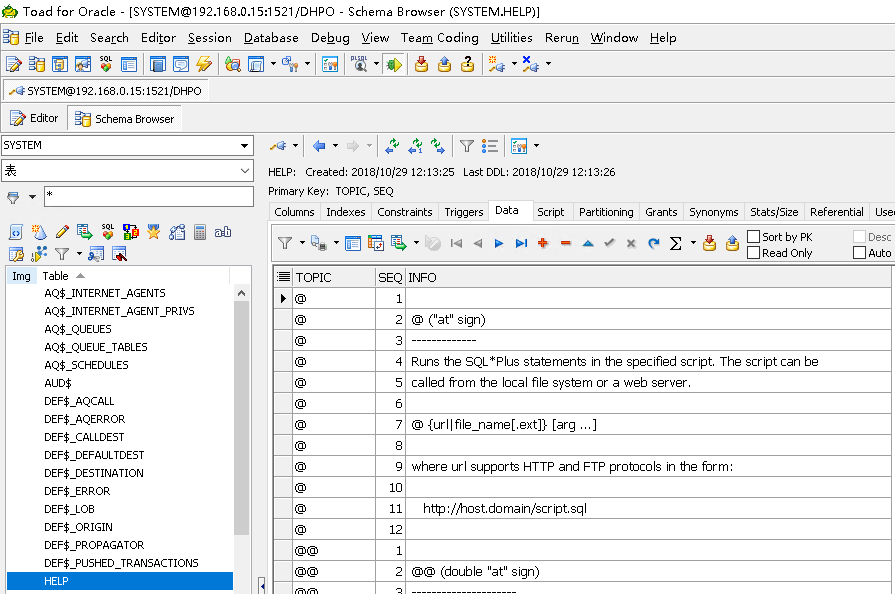 Toad for Oracle - [SYSTEM@192.168.0.15:1521/DHPO - Schema Browser (SYSTEM.HELP)]
File Edit Search Editor Session Database Debug View Team Coding Utilities Rerun Window Help
SYSTEM@192.168.0.15:1521/DHPO
Editor Schema Browser
SYSTEM
表
*
HELP: Created: 2018/10/29 12:13:25 Last DDL: 2018/10/29 12:13:26
Primary Key: TOPIC, SEQ
Columns Indexes Constraints Triggers Data Script Partitioning Grants Synonyms Stats/Size Referential Use
Sort by PK Desc
Read Only Auto
Img Table
AQ$_INTERNET_AGENTS
AQ$_INTERNET_AGENT_PRIVS
AQ$_QUEUES
AQ$_QUEUE_TABLES
AQ$_SCHEDULES
AUD$
DEF$_AQCALL
DEF$_AQERROR
DEF$_CALLDEST
DEF$_DEFAULTDEST
DEF$_DESTINATION
DEF$_ERROR
DEF$_LOB
DEF$_ORIGIN
DEF$_PROPAGATOR
DEF$_PUSHED_TRANSACTIONS
HELP
TOPIC SEQ INFO
@ 1
@ 2 @ ("at" sign)
@ 3 -------------
@ 4 Runs the SQL*Plus statements in the specified script. The script can be
@ 5 called from the local file system or a web server.
@ 6
@ 7 @ {url|file_name[.ext]} [arg ...]
@ 8
@ 9 where url supports HTTP and FTP protocols in the form:
@ 10
@ 11 http://host.domain/script.sql
@ 12
@@ 1
@@ 2 @@ (double "at" sign)
@@ 3 ---------------------